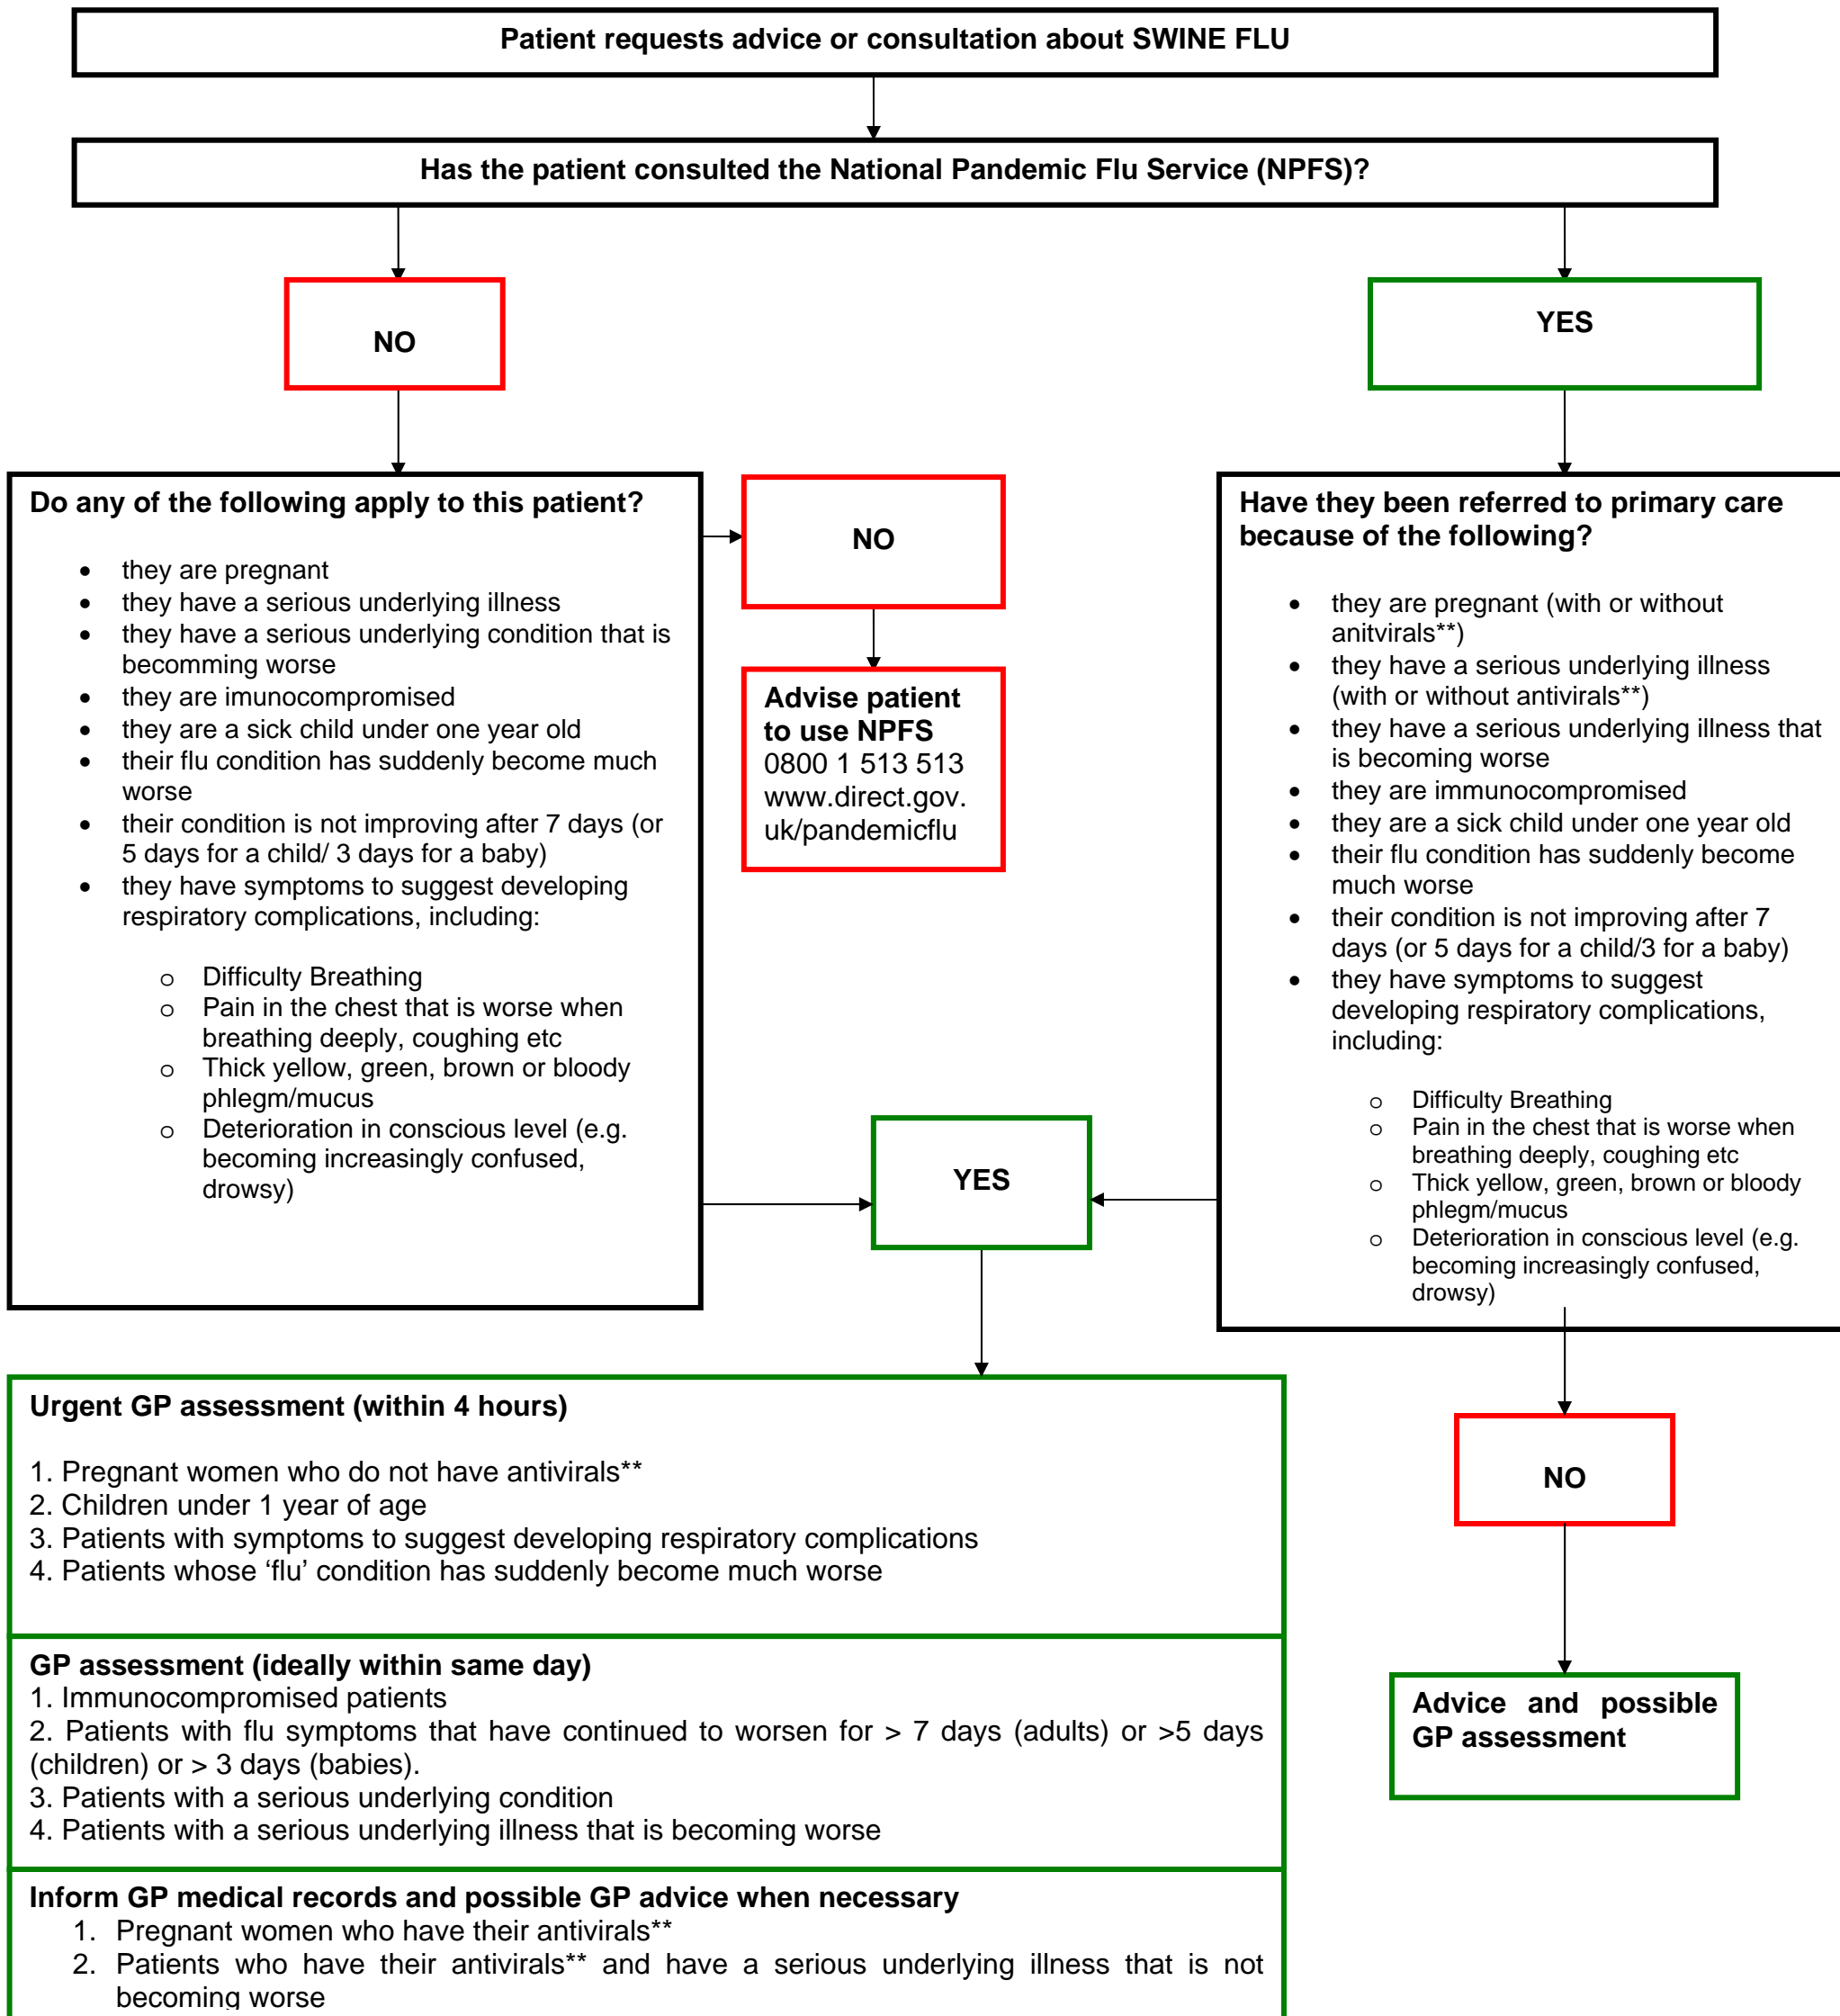 Patient requests advice or consultation about SWINE FLU
Has the patient consulted the National Pandemic Flu Service (NPFS)?
NO
YES
Do any of the following apply to this patient?
• they are pregnant
• they have a serious underlying illness
• they have a serious underlying condition that is
becomming worse
• they are imunocompromised
• they are a sick child under one year old
• their flu condition has suddenly become much
worse
• their condition is not improving after 7 days (or
5 days for a child/ 3 days for a baby)
• they have symptoms to suggest developing
respiratory complications, including:
o Difficulty Breathing
o Pain in the chest that is worse when
breathing deeply, coughing etc
o Thick yellow, green, brown or bloody
phlegm/mucus
o Deterioration in conscious level (e.g.
becoming increasingly confused,
drowsy)
NO
Advise patient
to use NPFS
0800 1 513 513
www.direct.gov.
uk/pandemicflu
Have they been referred to primary care
because of the following?
• they are pregnant (with or without
anitvirals**)
• they have a serious underlying illness
(with or without antivirals**)
• they have a serious underlying illness that
is becoming worse
• they are immunocompromised
• they are a sick child under one year old
• their flu condition has suddenly become
much worse
• their condition is not improving after 7
days (or 5 days for a child/3 for a baby)
• they have symptoms to suggest
developing respiratory complications,
including:
o Difficulty Breathing
o Pain in the chest that is worse when
breathing deeply, coughing etc
o Thick yellow, green, brown or bloody
phlegm/mucus
o Deterioration in conscious level (e.g.
becoming increasingly confused,
drowsy)
YES
Urgent GP assessment (within 4 hours)
1. Pregnant women who do not have antivirals**
2. Children under 1 year of age
3. Patients with symptoms to suggest developing respiratory complications
4. Patients whose ‘flu’ condition has suddenly become much worse
GP assessment (ideally within same day)
1. Immunocompromised patients
2. Patients with flu symptoms that have continued to worsen for > 7 days (adults) or >5 days
(children) or > 3 days (babies).
3. Patients with a serious underlying condition
4. Patients with a serious underlying illness that is becoming worse
Inform GP medical records and possible GP advice when necessary
1. Pregnant women who have their antivirals**
2. Patients who have their antivirals** and have a serious underlying illness that is not
becoming worse
NO
Advice and possible
GP assessment